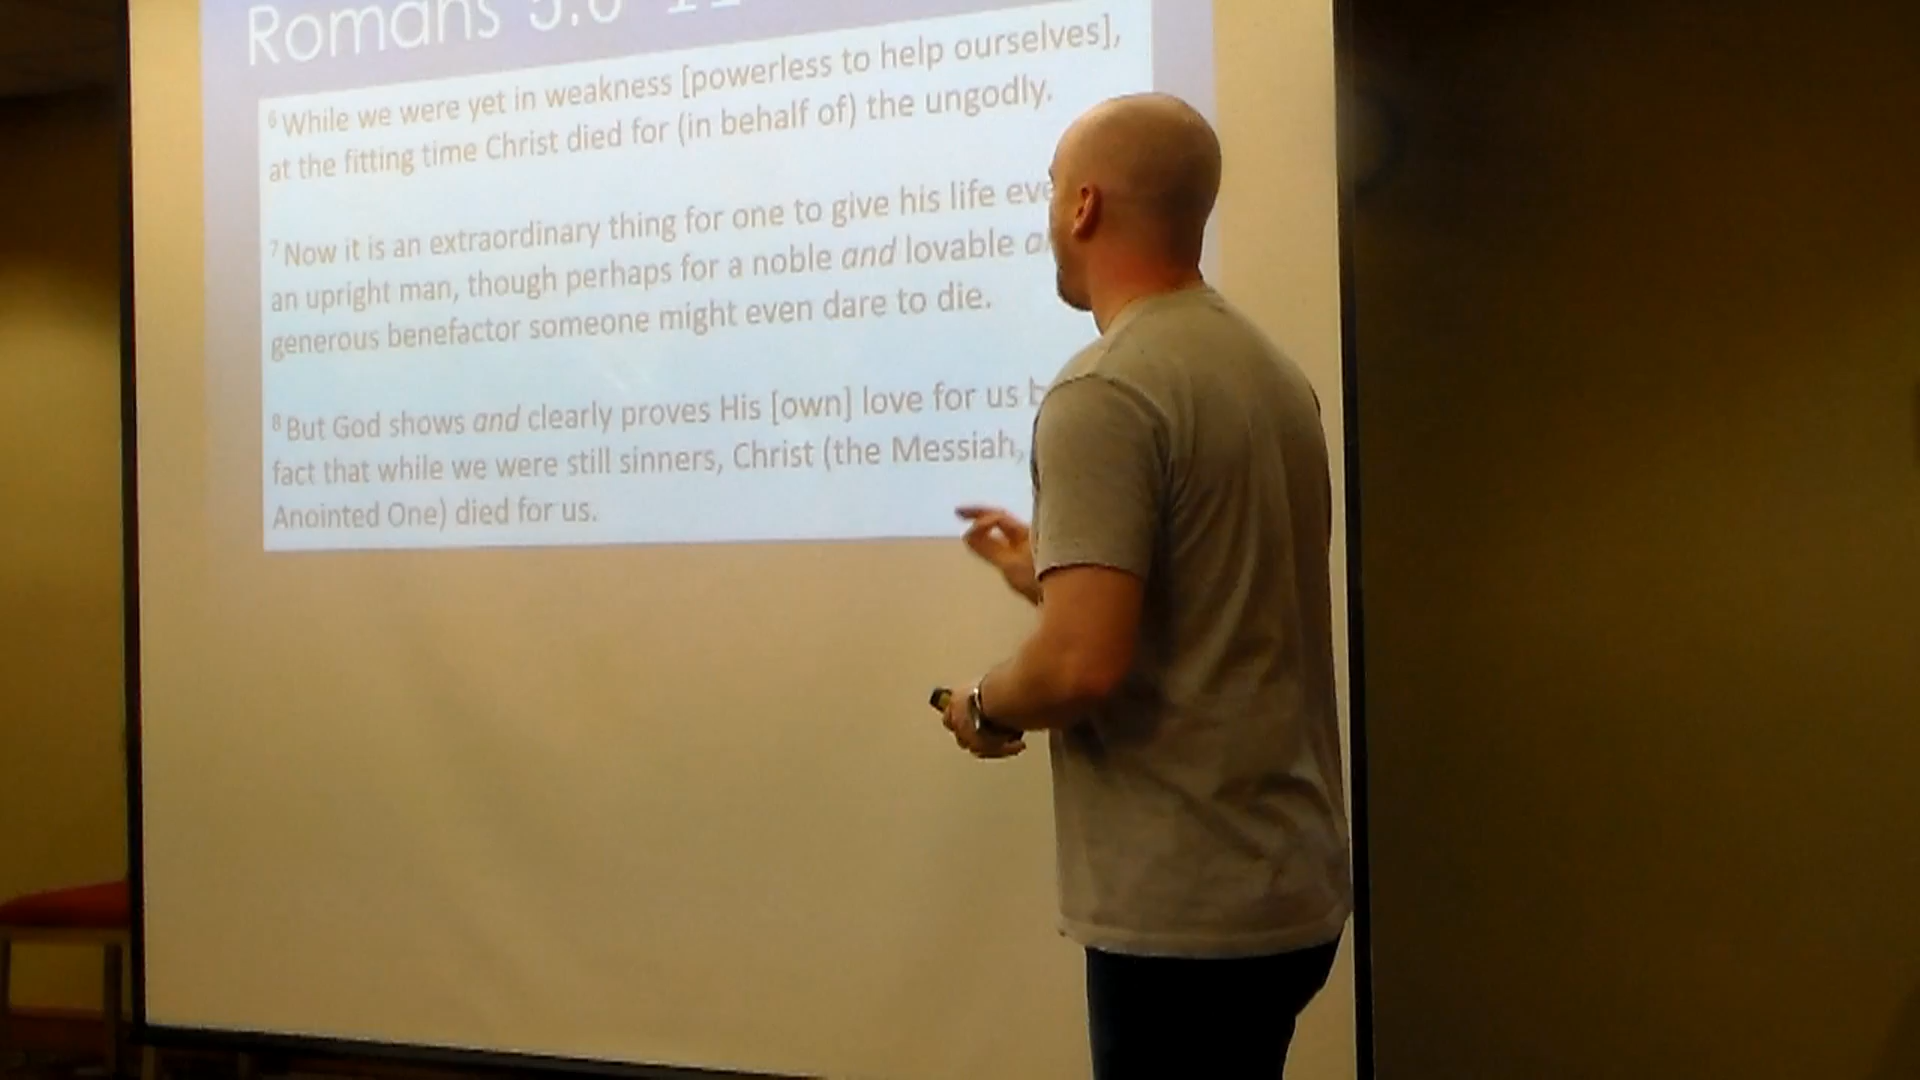 Romans 5:6-11
⁶ While we were yet in weakness [powerless to help ourselves],
at the fitting time Christ died for (in behalf of) the ungodly.
⁷ Now it is an extraordinary thing for one to give his life eve
an upright man, though perhaps for a noble and lovable a
generous benefactor someone might even dare to die.
⁸ But God shows and clearly proves His [own] love for us b
fact that while we were still sinners, Christ (the Messiah,
Anointed One) died for us.